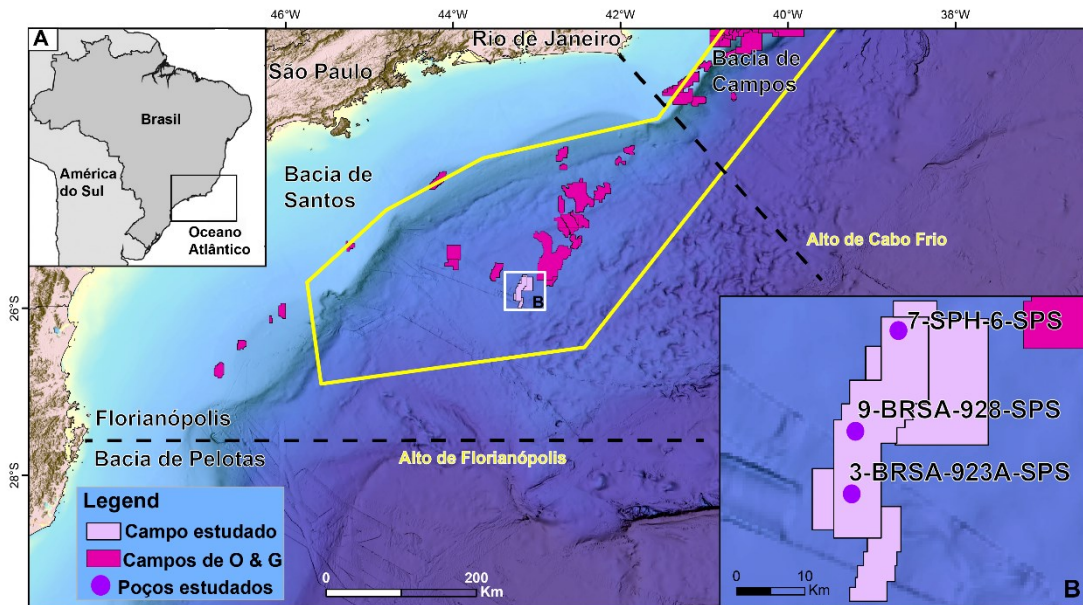 A
46°W
44°W
42°W
40°W
38°W
Rio de Janeiro
São Paulo
Bacia de
Campos
Brasil
América
do Sul
Oceano
Atlântico
Bacia de
Santos
Alto de Cabo Frio
B
26°S
7-SPH-6-SPS
9-BRSA-928-SPS
3-BRSA-923A-SPS
Florianópolis
Bacia de Pelotas
Alto de Florianópolis
28°S
Legend
Campo estudado
Campos de O & G
Poços estudados
0
200
Km
0
10
Km
B